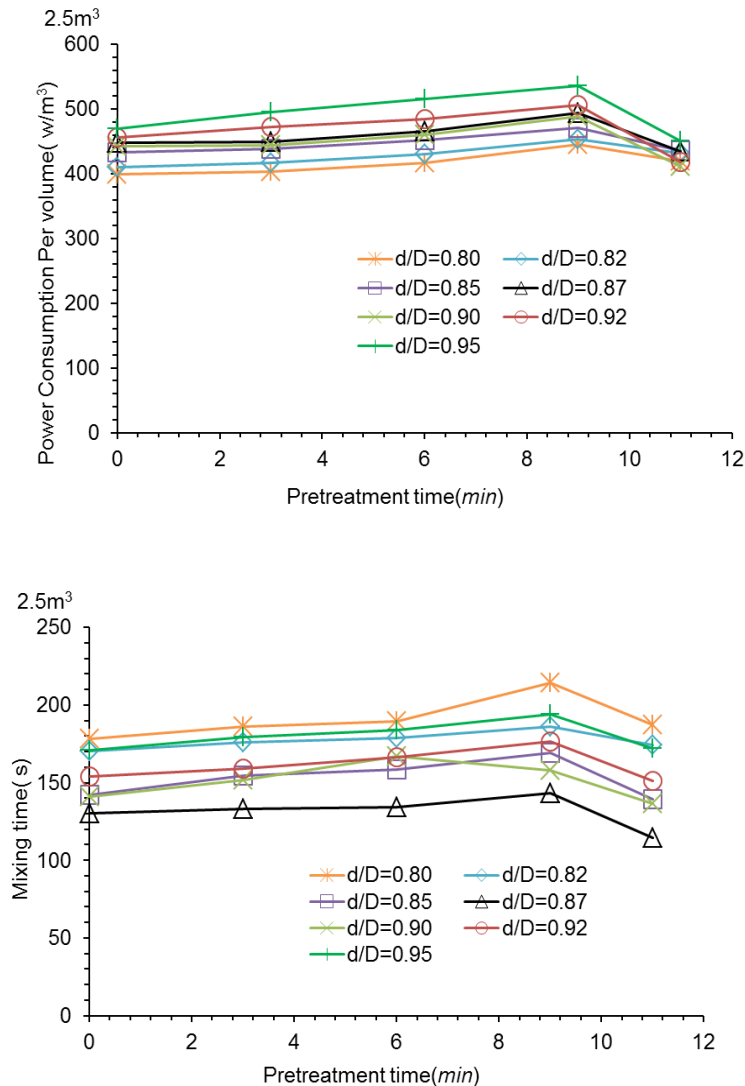 2.5m³
Power Consumption Per volume( w/m³)
600
500
400
300
200
100
0
d/D=0.80 d/D=0.82
d/D=0.85 d/D=0.87
d/D=0.90 d/D=0.92
d/D=0.95
0 2 4 6 8 10 12
Pretreatment time(min)
2.5m³
Mixing time( s)
250
200
150
100
50
0
d/D=0.80 d/D=0.82
d/D=0.85 d/D=0.87
d/D=0.90 d/D=0.92
d/D=0.95
0 2 4 6 8 10 12
Pretreatment time(min)